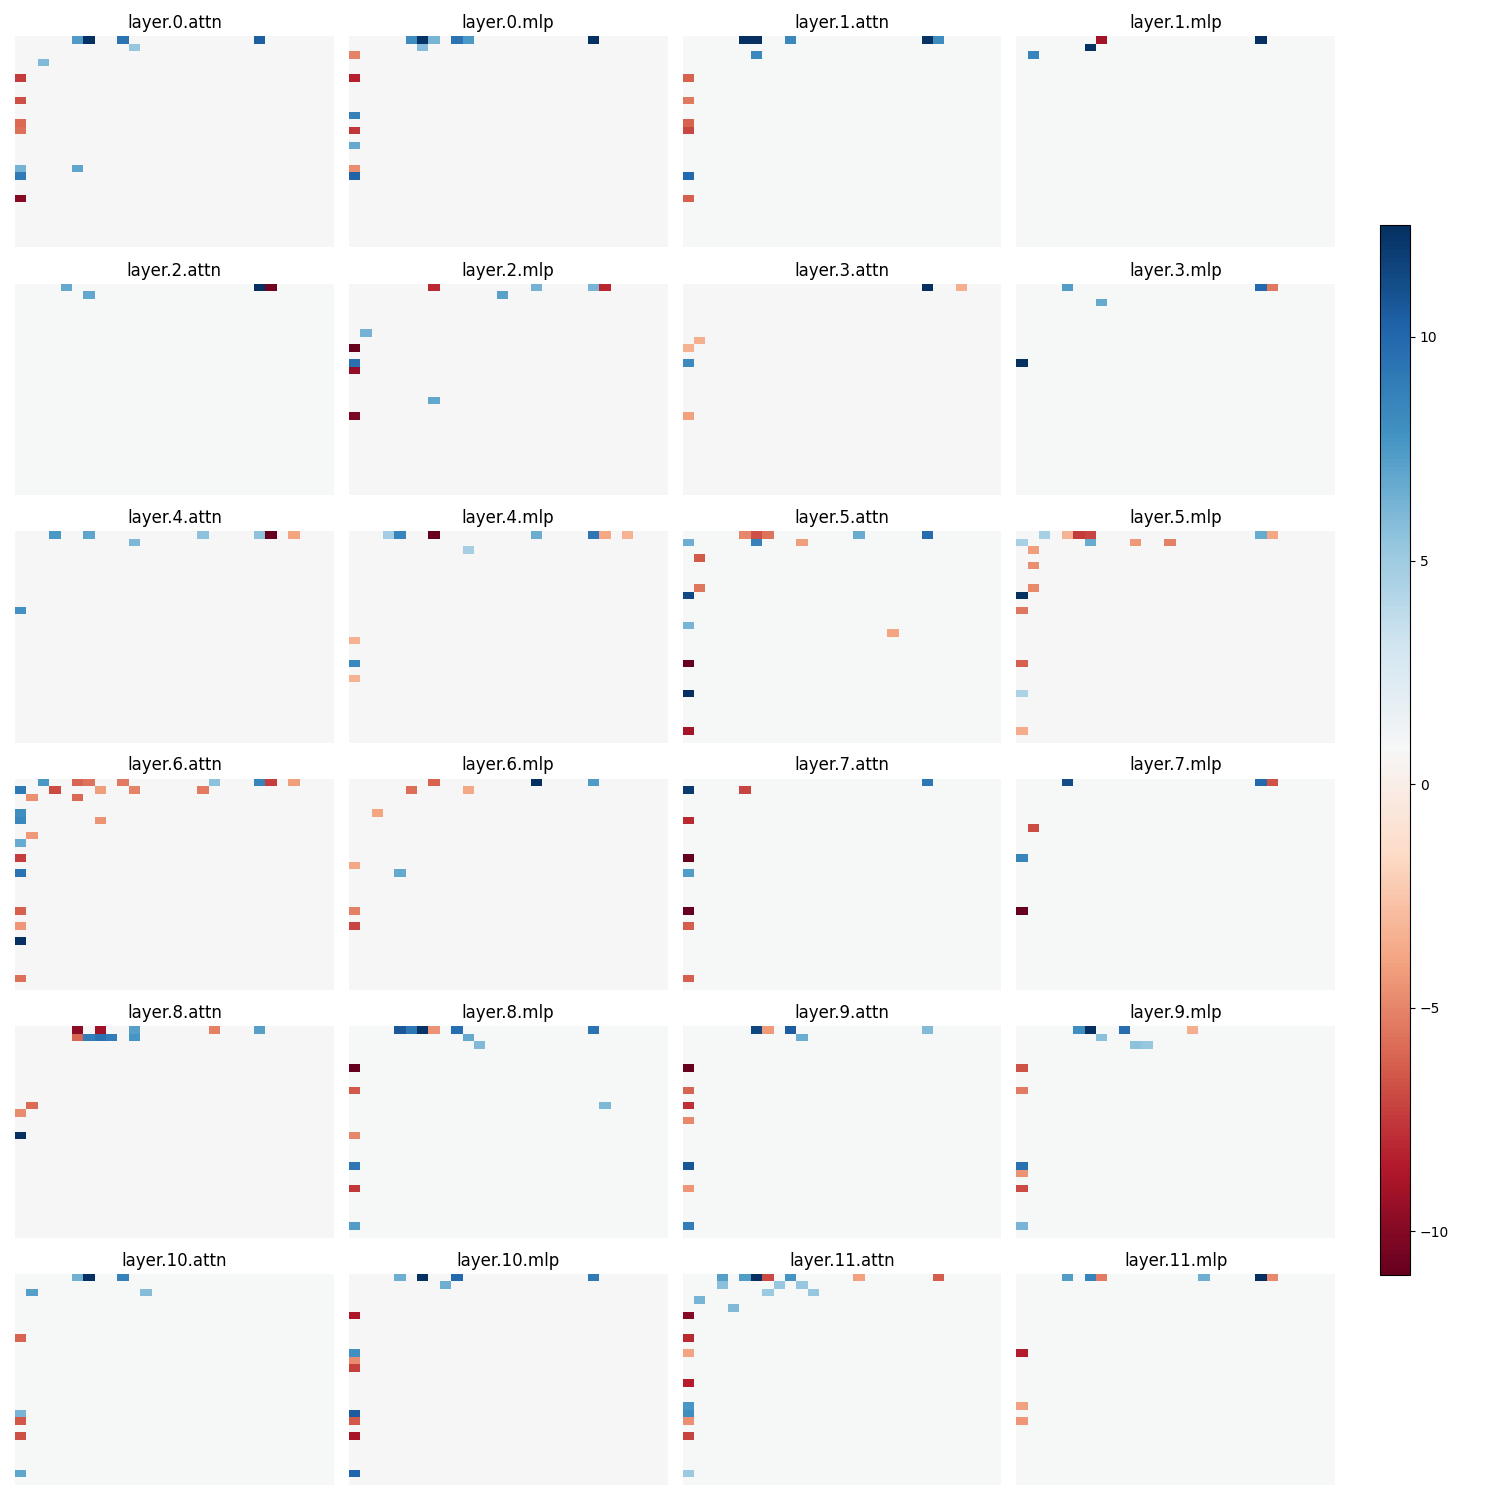 layer.0.attn layer.0.mlp layer.1.attn layer.1.mlp
layer.2.attn layer.2.mlp layer.3.attn layer.3.mlp
layer.4.attn layer.4.mlp layer.5.attn layer.5.mlp
layer.6.attn layer.6.mlp layer.7.attn layer.7.mlp
layer.8.attn layer.8.mlp layer.9.attn layer.9.mlp
layer.10.attn layer.10.mlp layer.11.attn layer.11.mlp
10
5
0
−5
−10